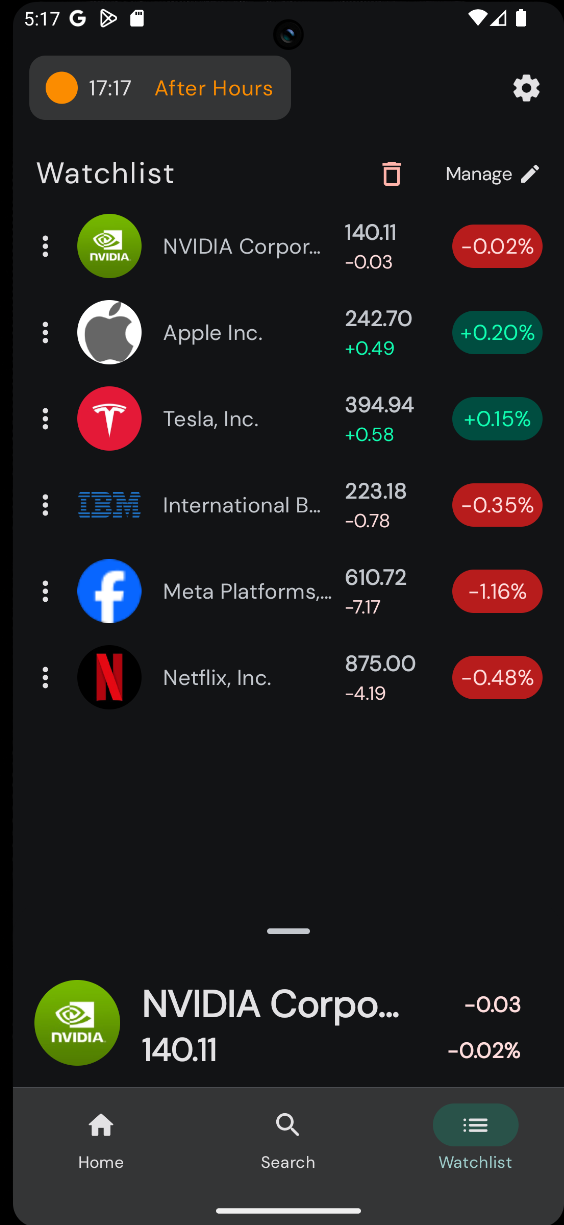 5:17
17:17 After Hours
Watchlist
Manage
NVIDIA
NVIDIA Corpor... 140.11 -0.02%
-0.03
Apple Inc. 242.70 +0.20%
+0.49
Tesla, Inc. 394.94 +0.15%
+0.58
IBM
International B... 223.18 -0.35%
-0.78
Meta Platforms,... 610.72 -1.16%
-7.17
Netflix, Inc. 875.00 -0.48%
-4.19
NVIDIA
NVIDIA Corpo... -0.03
140.11 -0.02%
Home Search Watchlist